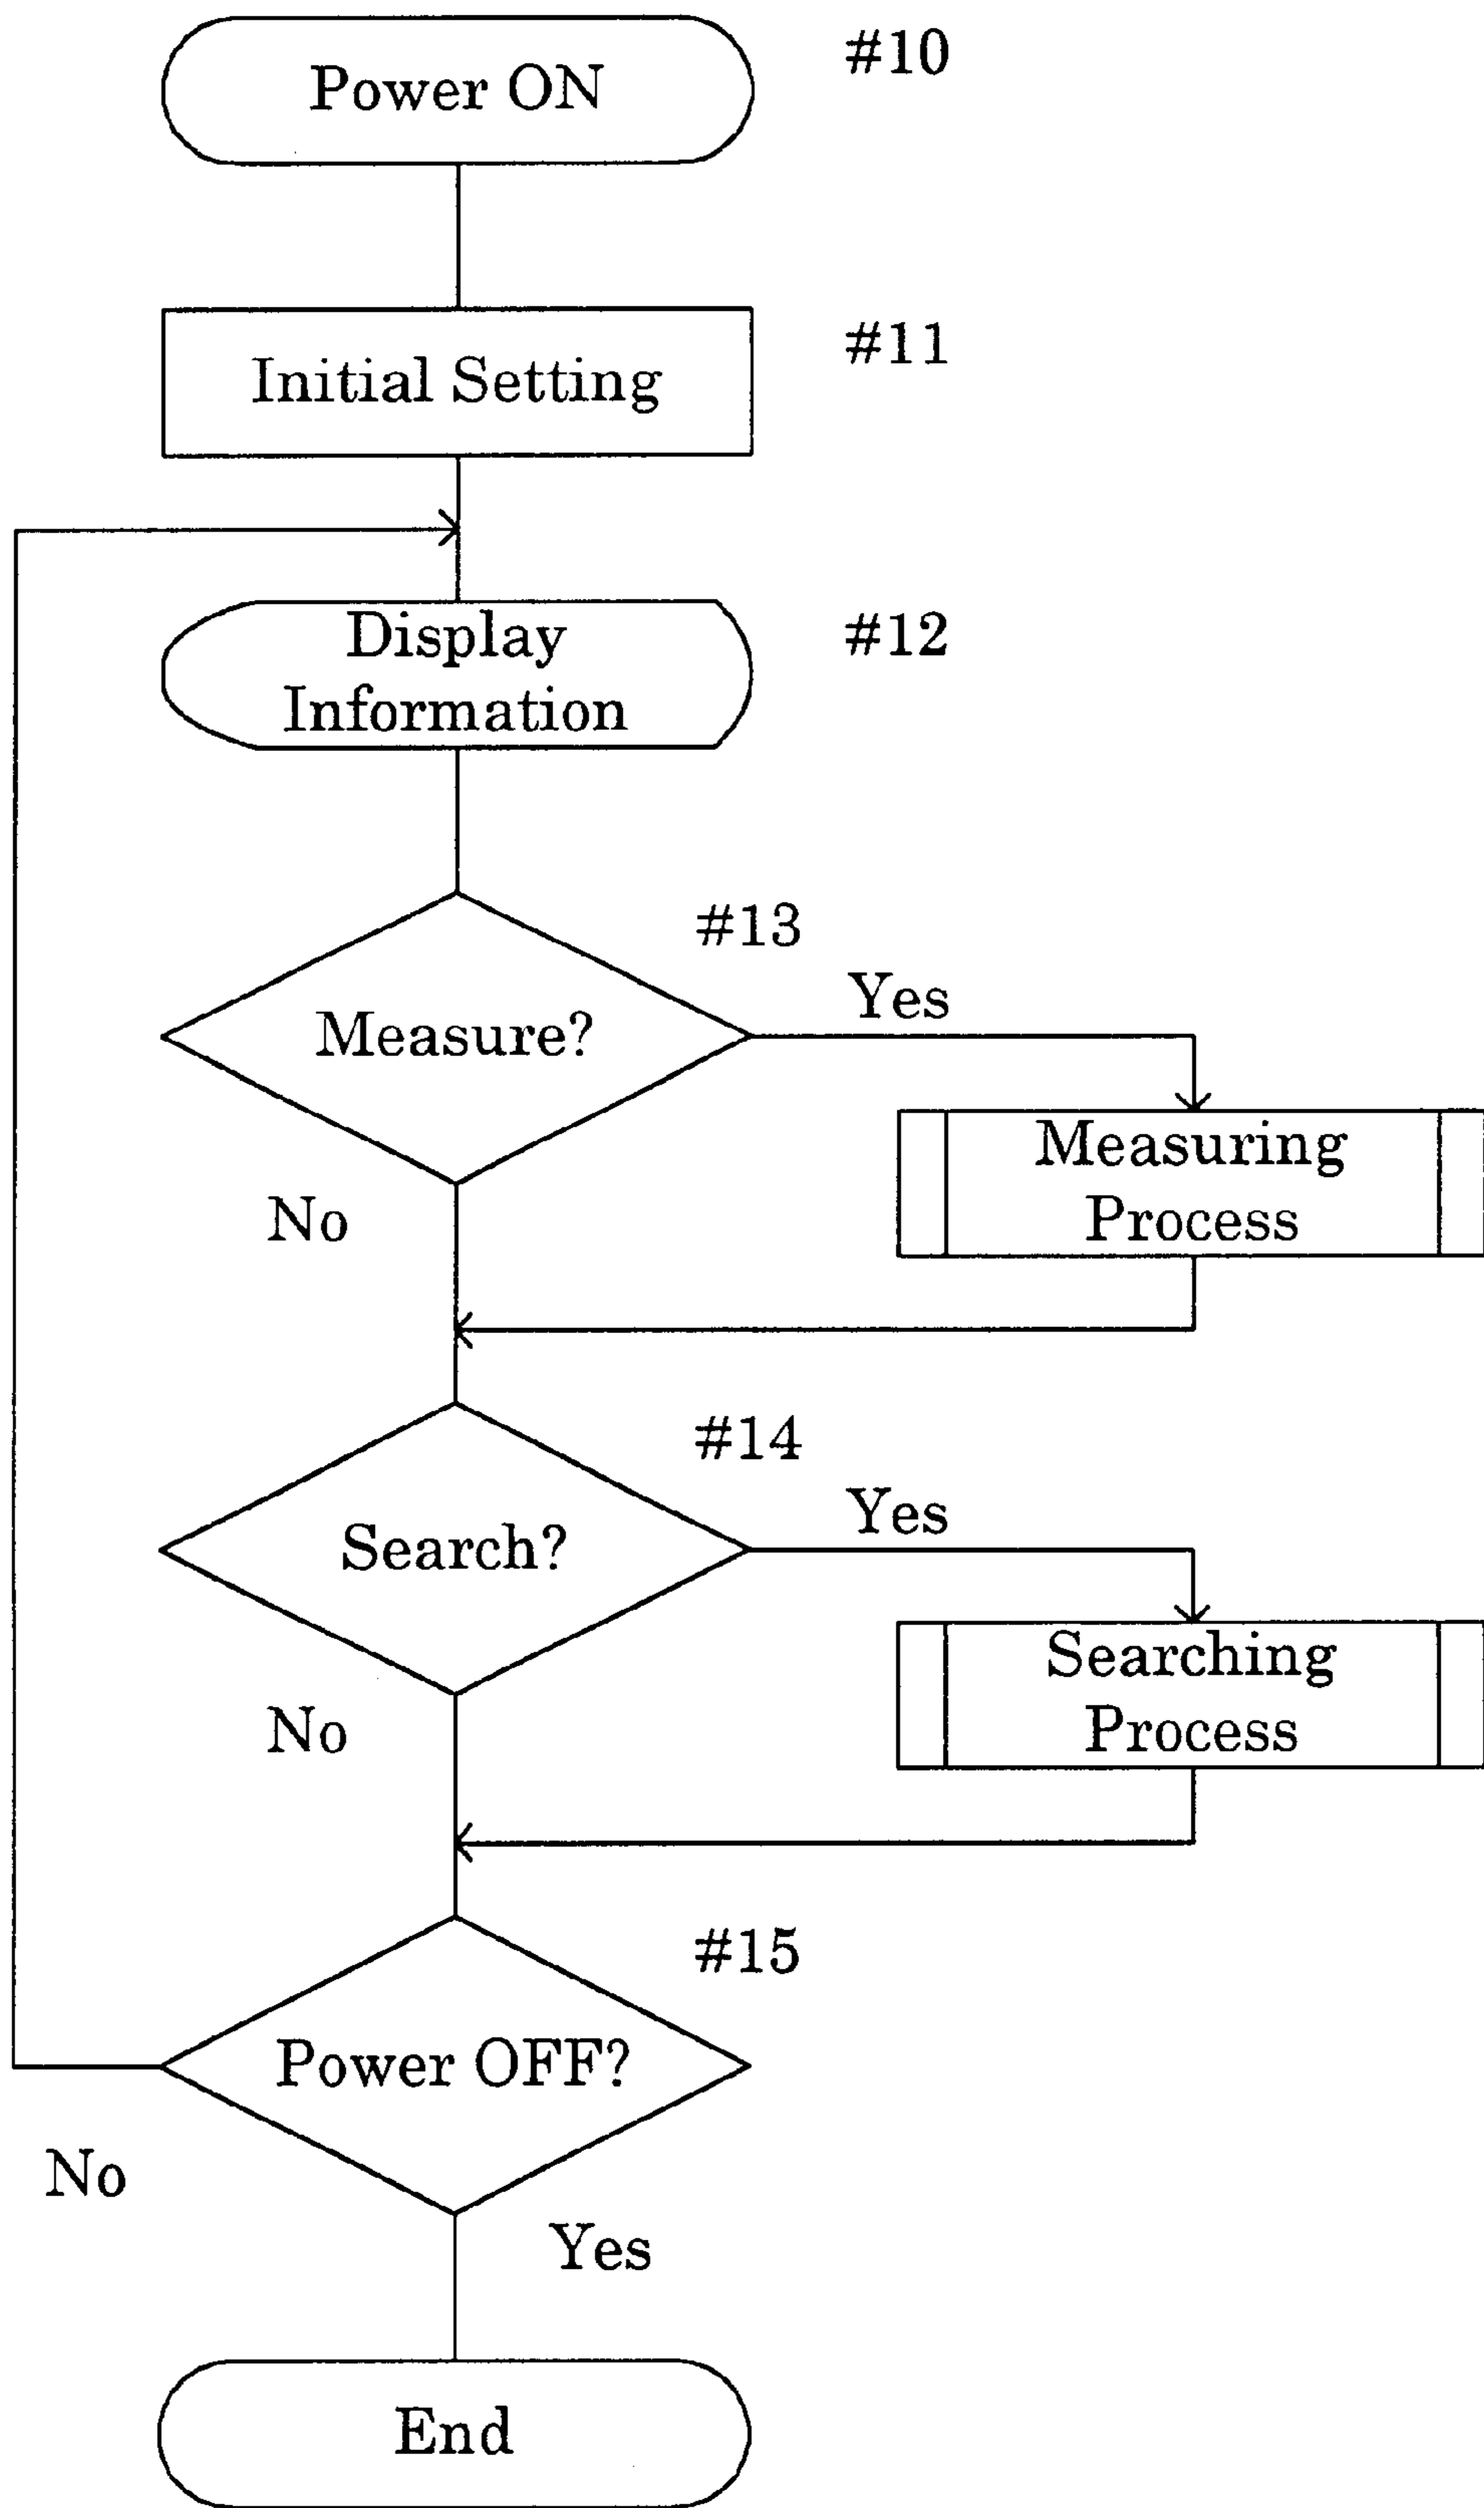 Power ON
#10
Initial Setting
#11
Display
Information
#12
#13
Measure?
Yes
Measuring
Process
No
#14
Search?
Yes
Searching
Process
No
#15
Power OFF?
No
Yes
End